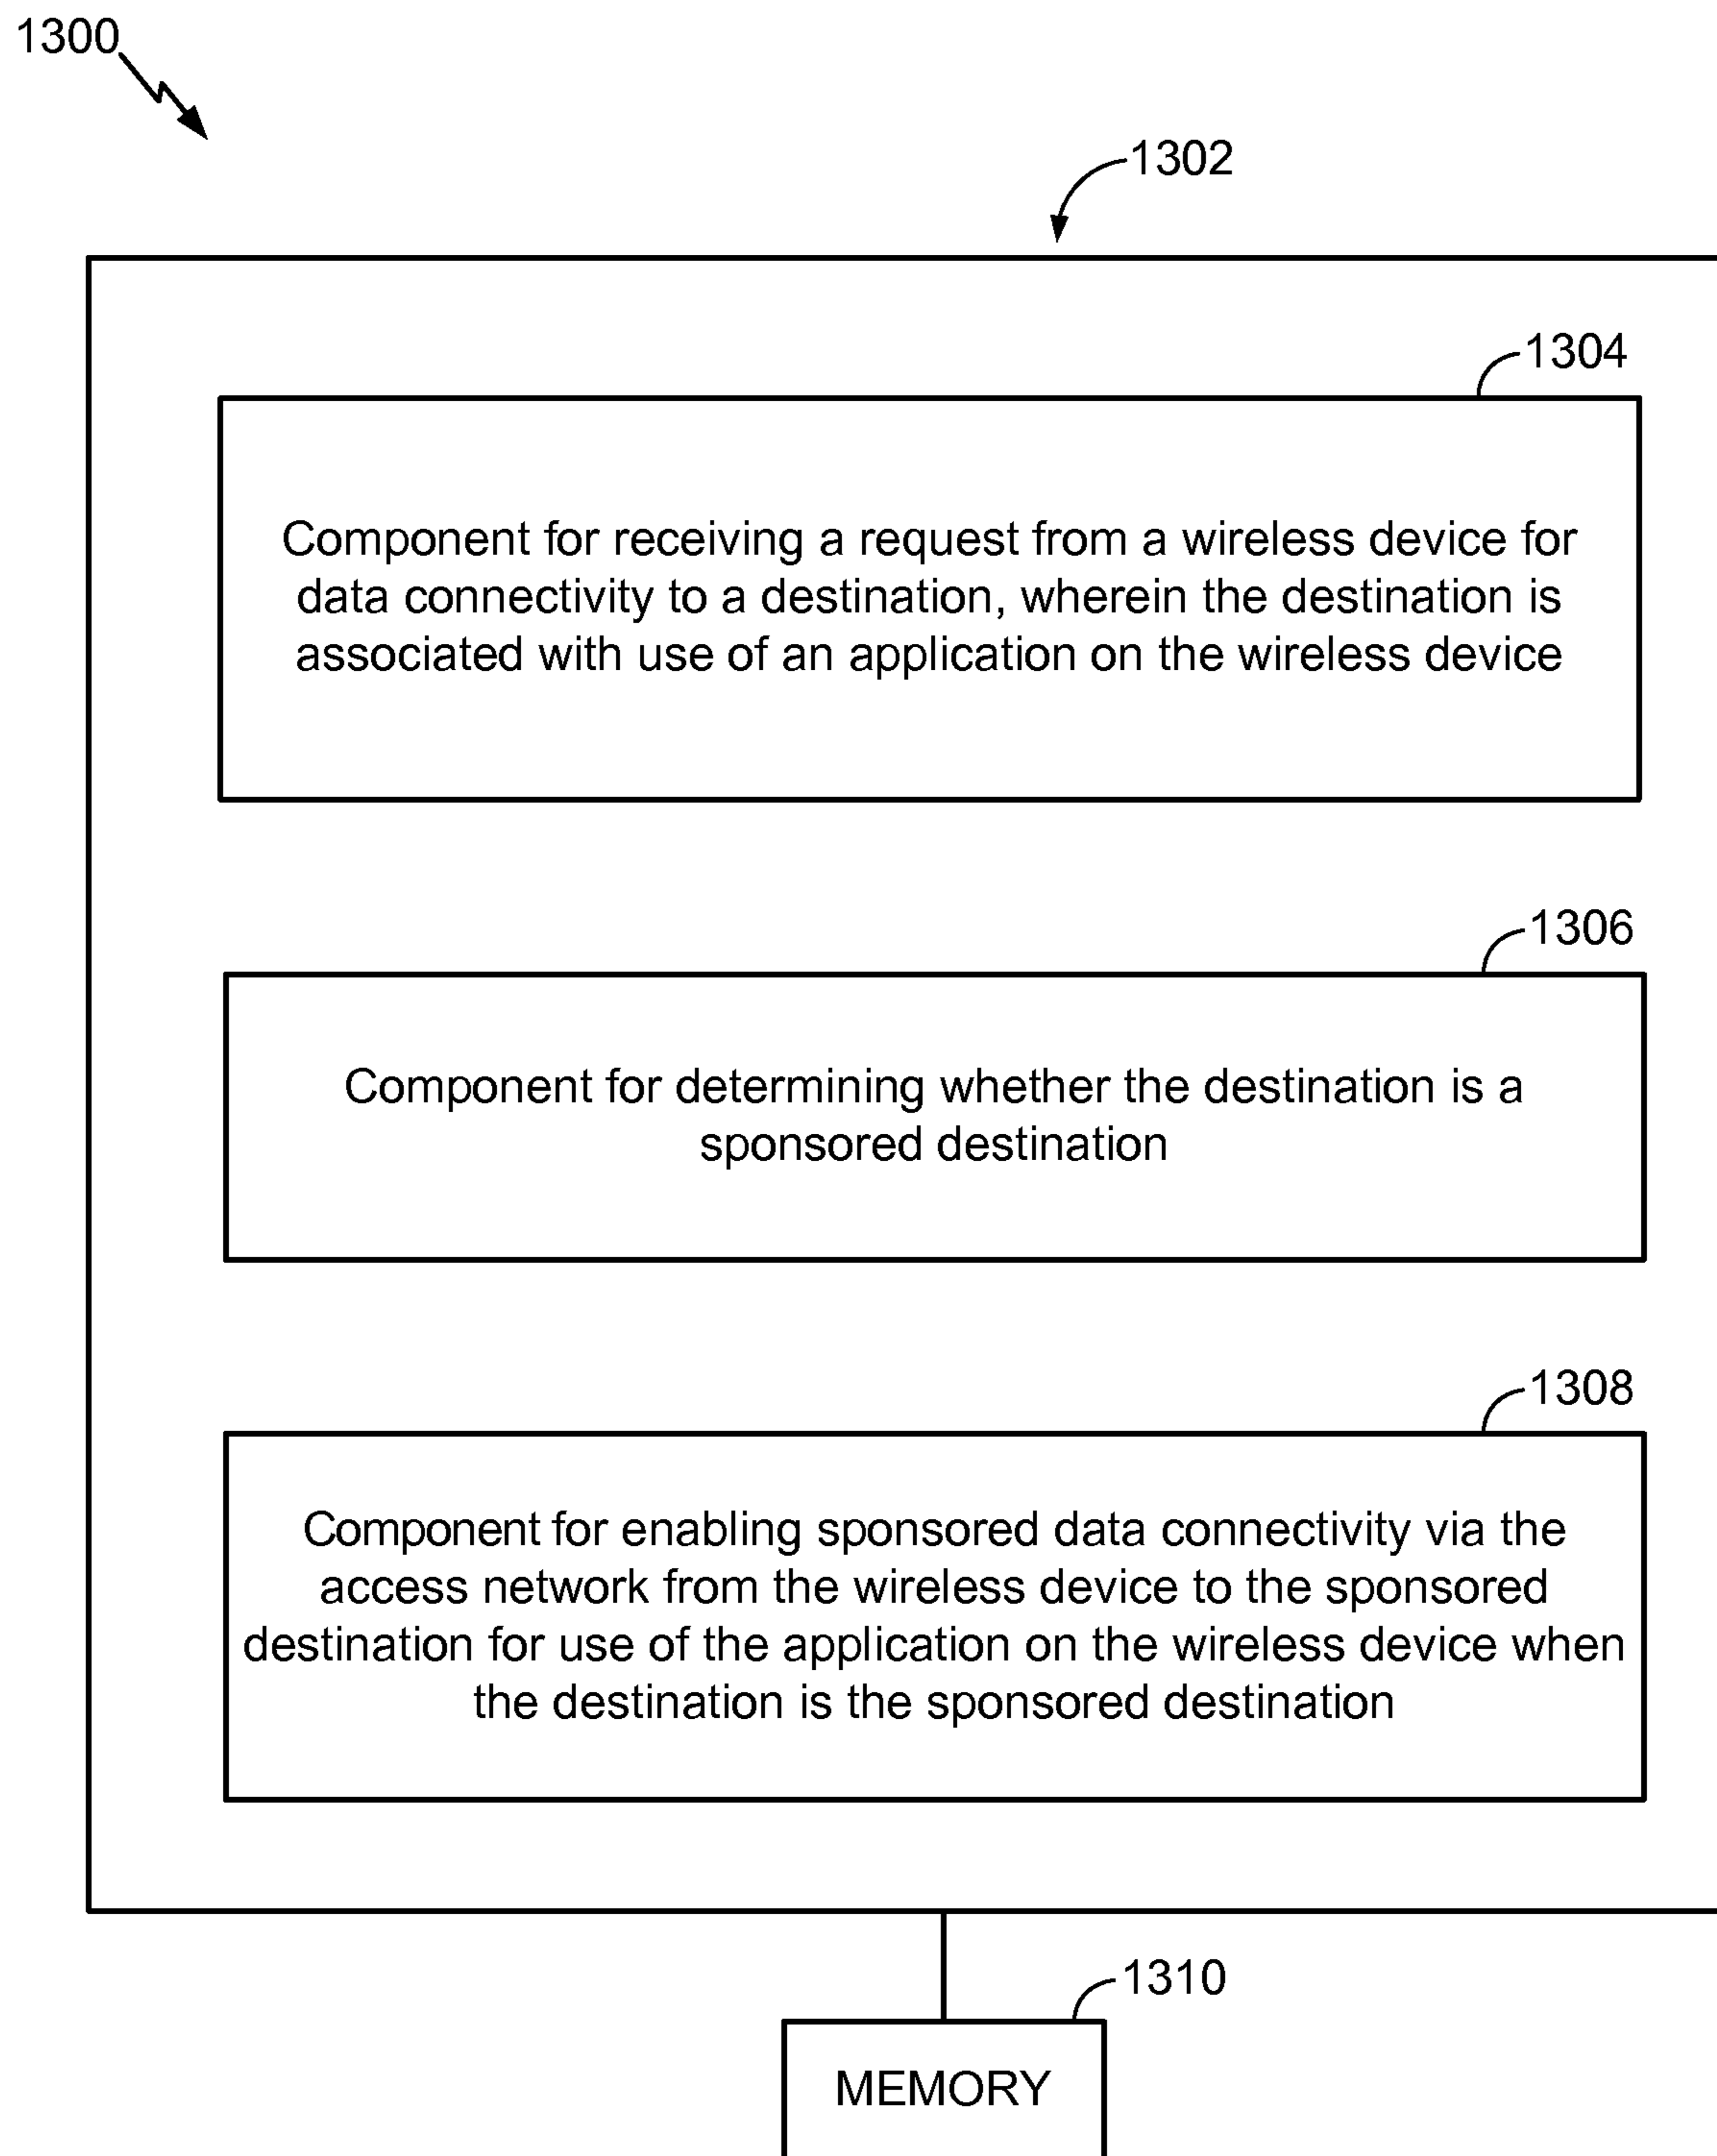 1300
1302
1304
Component for receiving a request from a wireless device for
data connectivity to a destination, wherein the destination is
associated with use of an application on the wireless device
1306
Component for determining whether the destination is a
sponsored destination
1308
Component for enabling sponsored data connectivity via the
access network from the wireless device to the sponsored
destination for use of the application on the wireless device when
the destination is the sponsored destination
1310
MEMORY